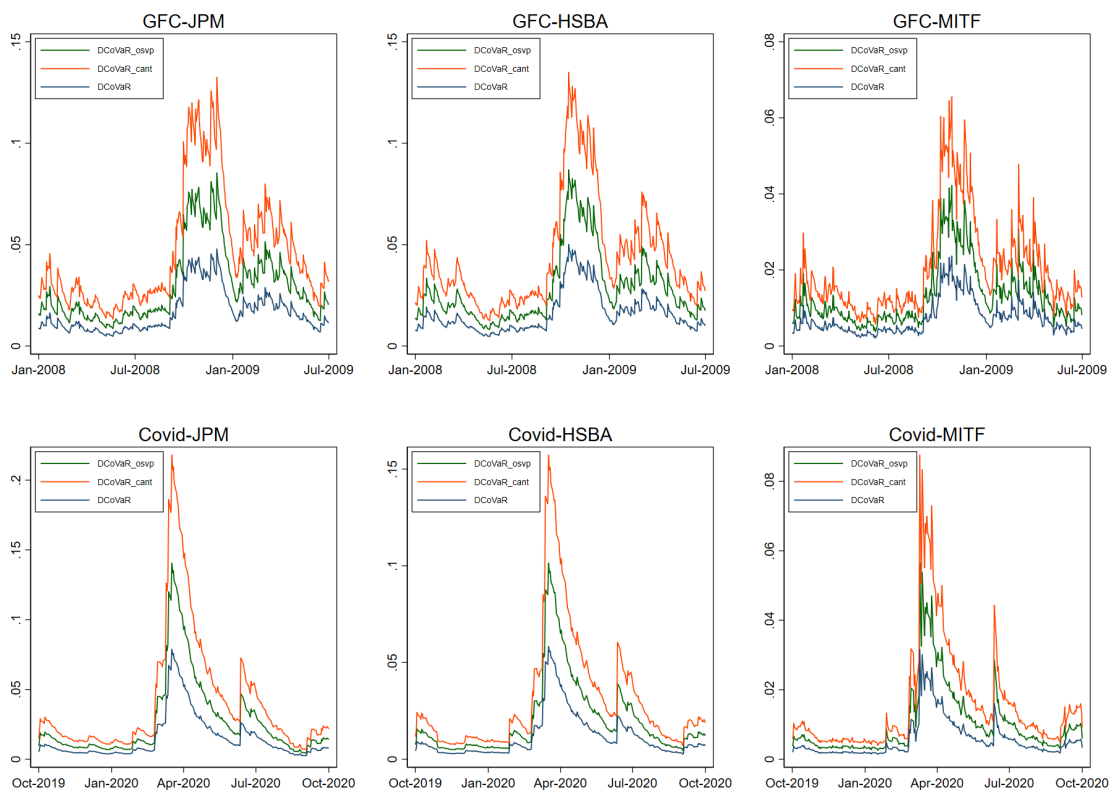 GFC-JPM
DCoVaR_osvp
DCoVaR_cant
DCoVaR
.15
.1
.05
0
Jan-2008 Jul-2008 Jan-2009 Jul-2009
GFC-HSBA
DCoVaR_osvp
DCoVaR_cant
DCoVaR
.15
.1
.05
0
Jan-2008 Jul-2008 Jan-2009 Jul-2009
GFC-MITF
DCoVaR_osvp
DCoVaR_cant
DCoVaR
.08
.06
.04
.02
0
Jan-2008 Jul-2008 Jan-2009 Jul-2009
Covid-JPM
DCoVaR_osvp
DCoVaR_cant
DCoVaR
.2
.15
.1
.05
0
Oct-2019 Jan-2020 Apr-2020 Jul-2020 Oct-2020
Covid-HSBA
DCoVaR_osvp
DCoVaR_cant
DCoVaR
.15
.1
.05
0
Oct-2019 Jan-2020 Apr-2020 Jul-2020 Oct-2020
Covid-MITF
DCoVaR_osvp
DCoVaR_cant
DCoVaR
.08
.06
.04
.02
0
Oct-2019 Jan-2020 Apr-2020 Jul-2020 Oct-2020